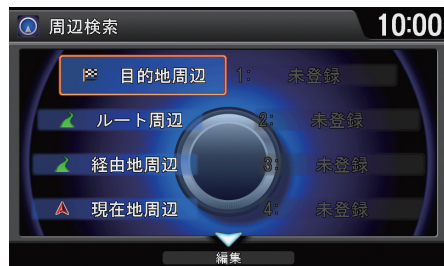 周辺検索 10:00
目的地周辺 1: 未登録
ルート周辺 2: 未登録
経由地周辺 3: 未登録
現在地周辺 4: 未登録
編集